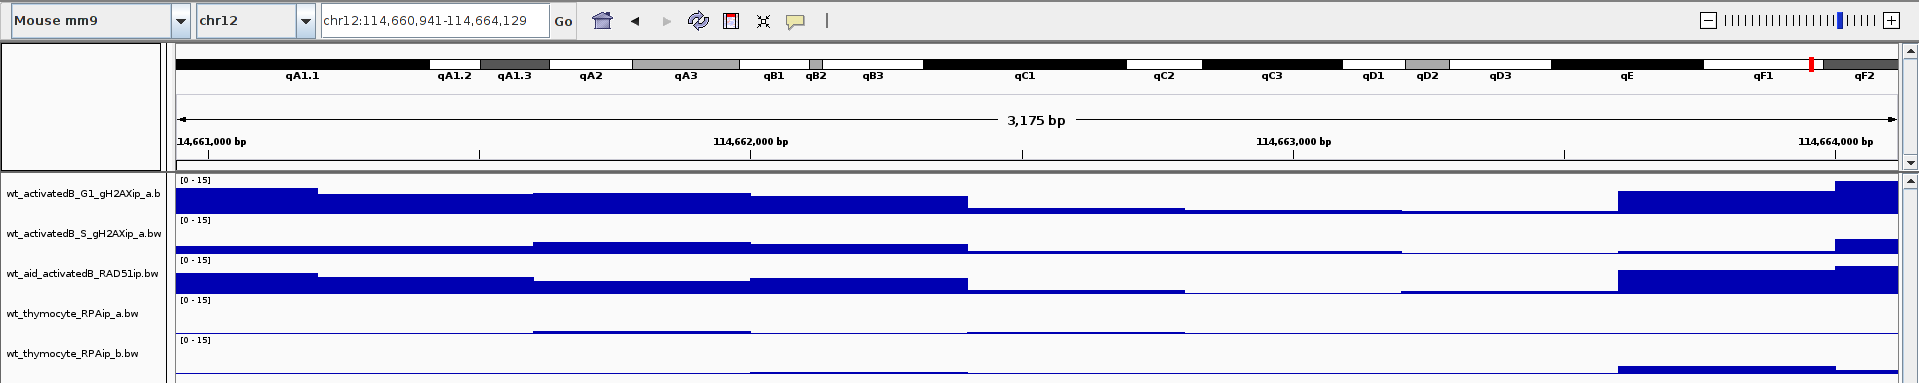 Mouse mm9 chr12 chr12:114,660,941-114,664,129 Go
qA1.1 qA1.2 qA1.3 qA2 qA3 qB1 qB2 qB3 qC1 qC2 qC3 qD1 qD2 qD3 qE qF1 qF2
3,175 bp
114,661,000 bp 114,662,000 bp 114,663,000 bp 114,664,000 bp
[0 - 15]
wt_activatedB_G1_gH2AXip_a.b
[0 - 15]
wt_activatedB_S_gH2AXip_a.bw
[0 - 15]
wt_aid_activatedB_RAD51ip.bw
[0 - 15]
wt_thymocyte_RPAip_a.bw
[0 - 15]
wt_thymocyte_RPAip_b.bw